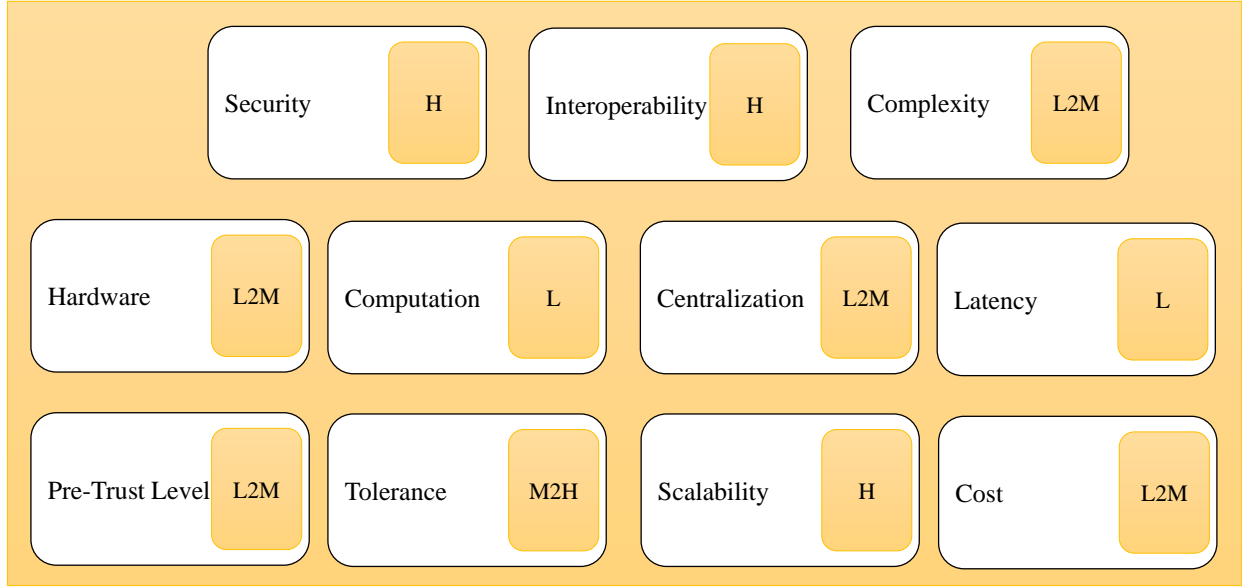 Security H
Interoperability H
Complexity L2M
Hardware L2M
Computation L
Centralization L2M
Latency L
Pre-Trust Level L2M
Tolerance M2H
Scalability H
Cost L2M